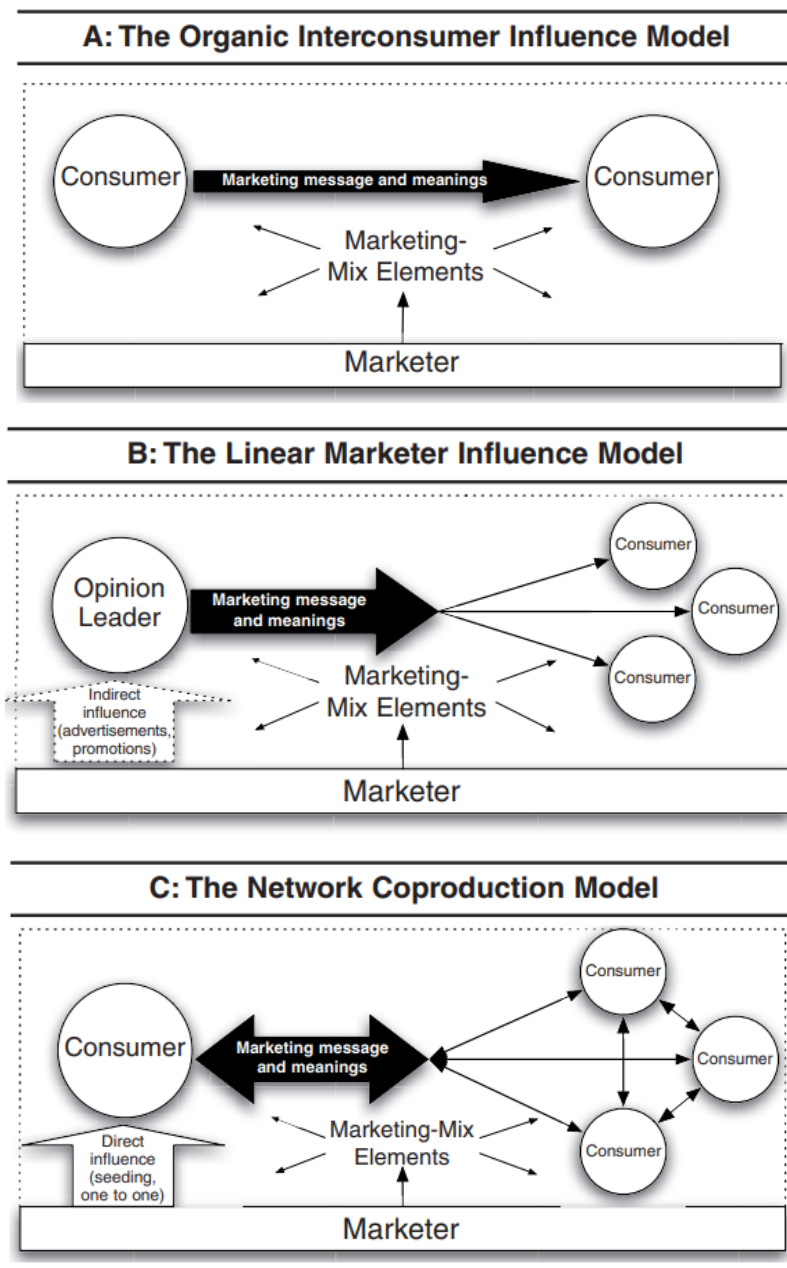 A: The Organic Interconsumer Influence Model
Consumer
Marketing message and meanings
Consumer
Marketing-
Mix Elements
Marketer
B: The Linear Marketer Influence Model
Opinion
Leader
Marketing message
and meanings
Consumer
Consumer
Consumer
Indirect
influence
(advertisements,
promotions)
Marketing-
Mix Elements
Marketer
C: The Network Coproduction Model
Consumer
Marketing message
and meanings
Consumer
Consumer
Consumer
Direct
influence
(seeding,
one to one)
Marketing-Mix
Elements
Marketer